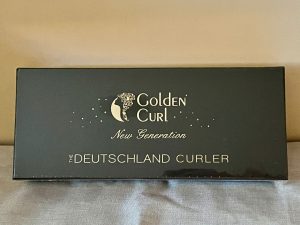 Golden
Curl
New Generation
THE DEUTSCHLAND CURLER